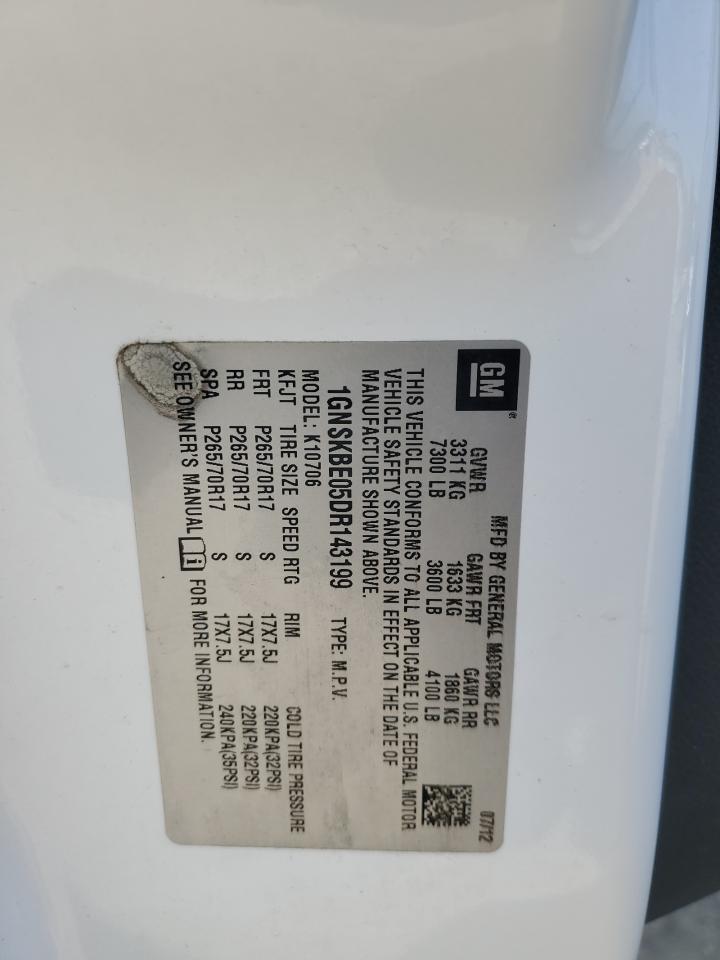 GM®
MFD BY GENERAL MOTORS LLC 07/12
GVWR GAWR FRT GAWR RR
3311 KG 1633 KG 1860 KG
7300 LB 3600 LB 4100 LB
THIS VEHICLE CONFORMS TO ALL APPLICABLE U.S. FEDERAL MOTOR
VEHICLE SAFETY STANDARDS IN EFFECT ON THE DATE OF
MANUFACTURE SHOWN ABOVE.
1GNSKBE05DR143199 TYPE: M.P.V.
MODEL: K10706
KFJT TIRE SIZE SPEED RTG RIM COLD TIRE PRESSURE
FRT P265/70R17 S 17X7.5J 220KPA(32PSI)
RR P265/70R17 S 17X7.5J 220KPA(32PSI)
SPA P265/70R17 S 17X7.5J 240KPA(35PSI)
SEE OWNER'S MANUAL FOR MORE INFORMATION.